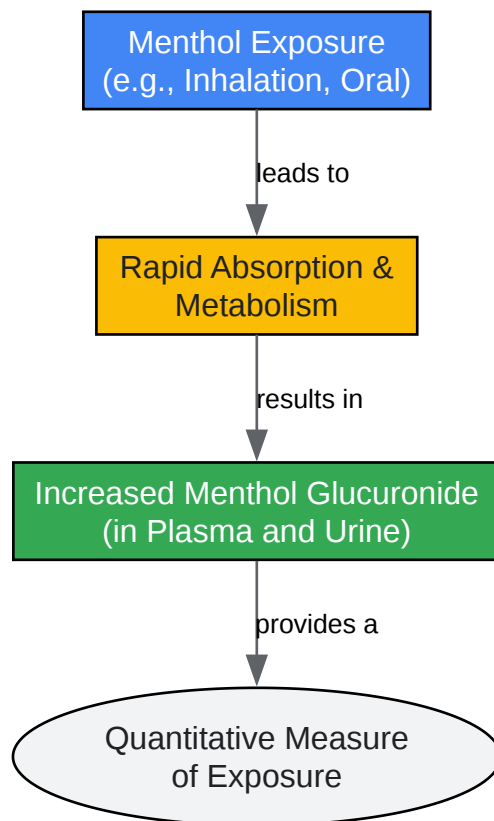 Menthol Exposure
(e.g., Inhalation, Oral)
leads to
Rapid Absorption &
Metabolism
results in
Increased Menthol Glucuronide
(in Plasma and Urine)
provides a
Quantitative Measure
of Exposure